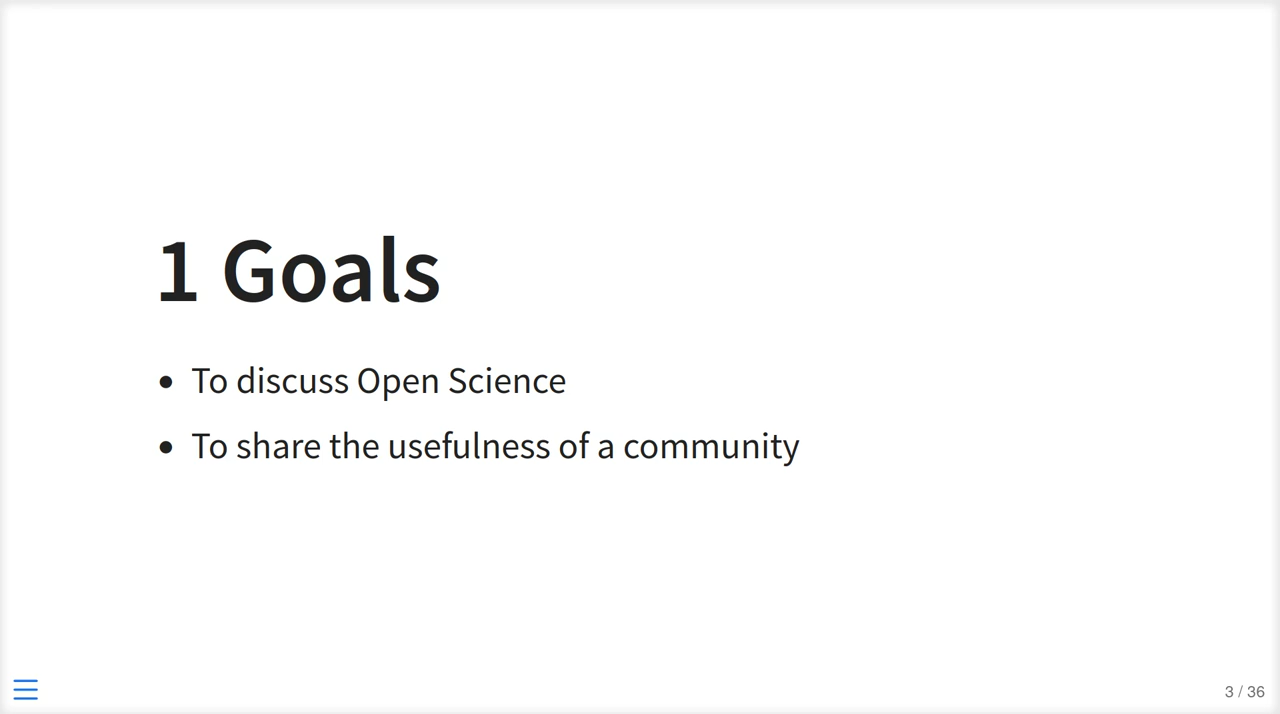 1 Goals
To discuss Open Science
To share the usefulness of a community
3 / 36